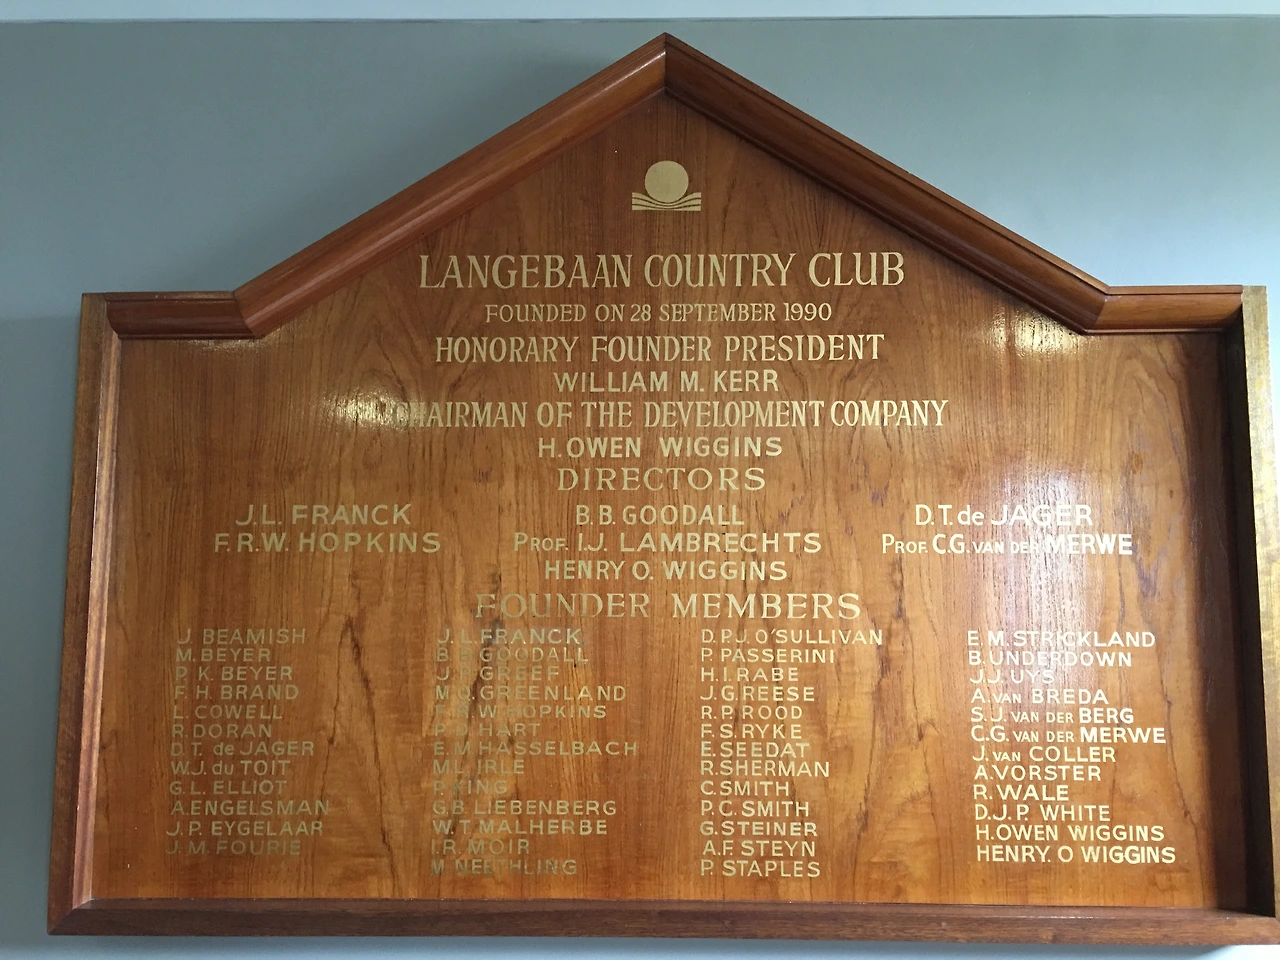 LANGEBAAN COUNTRY CLUB
FOUNDED ON 28 SEPTEMBER 1990
HONORARY FOUNDER PRESIDENT
WILLIAM M. KERR
CHAIRMAN OF THE DEVELOPMENT COMPANY
H. OWEN WIGGINS
DIRECTORS
J.L. FRANCK B.B. GOODALL D.T. de JAGER
F.R.W. HOPKINS PROF. I.J. LAMBRECHTS PROF. C.G. VAN DER MERWE
HENRY O. WIGGINS
FOUNDER MEMBERS
J. BEAMISH
M. BEYER
P. K. BEYER
F. H. BRAND
L. COWELL
R. DORAN
D.T. de JAGER
W.J. du TOIT
G.L. ELLIOT
A. ENGELSMAN
J.P. EYGELAAR
J.M. FOURIE
J.L. FRANCK
B.B. GOODALL
J.P. GREEF
M.O. GREENLAND
F.R.W. HOPKINS
P.D. HART
E.M HASSELBACH
M.L. IRLE
P. KING
G.B. LIEBENBERG
W.T. MALHERBE
I.R. MOIR
M. NEETHLING
D.P.J. O'SULLIVAN
P. PASSERINI
H.I. RABE
J.G. REESE
R.P. ROOD
F.S. RYKE
E. SEEDAT
R. SHERMAN
C. SMITH
P.C. SMITH
G. STEINER
A.F. STEYN
P. STAPLES
E.M. STRICKLAND
B. UNDERDOWN
J.J. UYS
A. VAN BREDA
S.J. VAN DER BERG
C.G. VAN DER MERWE
J. VAN COLLER
A. VORSTER
R. WALE
D.J.P. WHITE
H. OWEN WIGGINS
HENRY. O WIGGINS